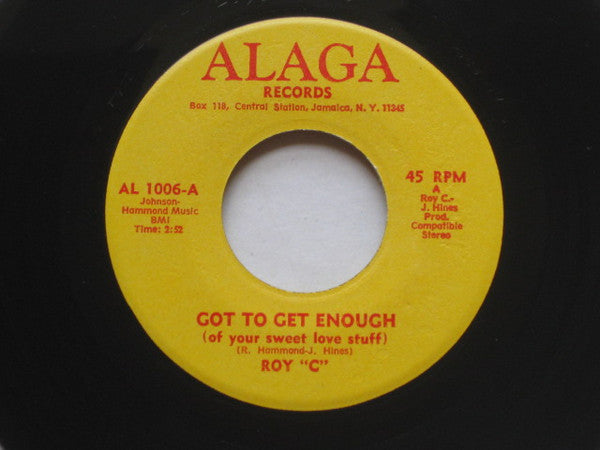 ALAGA
RECORDS
Box 118, Central Station, Jamaica, N. Y. 11345
AL 1006-A
Johnson-
Hammond Music
BMI
Time: 2:52
45 RPM
A
Roy C.-
J. Hines
Prod.
Compatible
Stereo
GOT TO GET ENOUGH
(of your sweet love stuff)
(R. Hammond-J. Hines)
ROY "C"